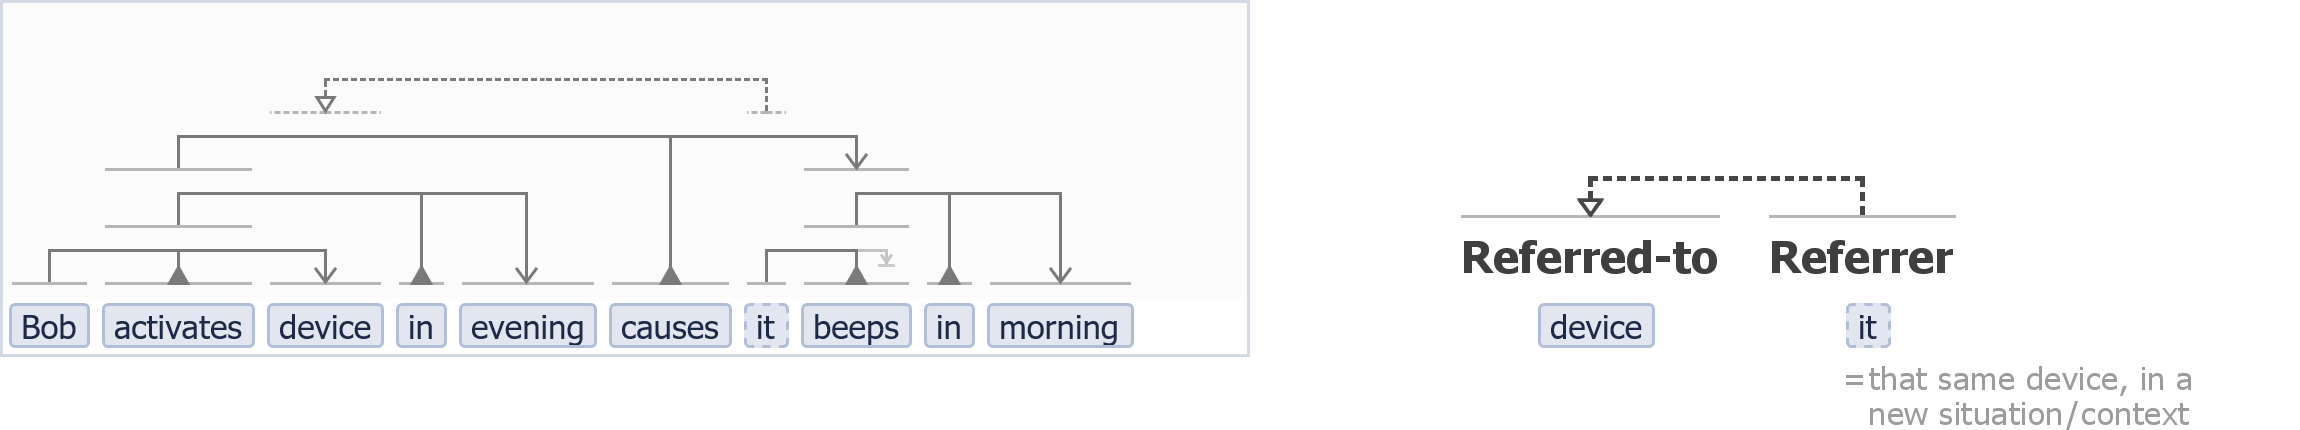 Bob activates device in evening causes it beeps in morning
Referred-to Referrer
device it
=that same device, in a
new situation/context